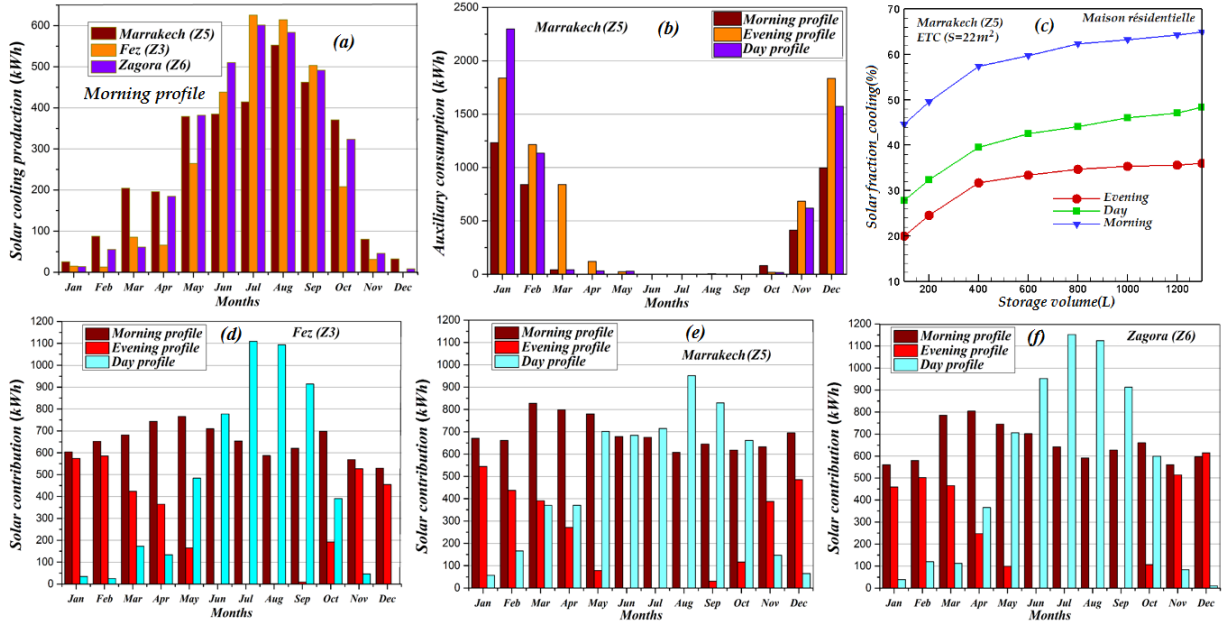 Solar cooling production (kWh)
700
600
500
400
300
200
100
0
Marrakech (Z5)
Fez (Z3)
Zagora (Z6)
Morning profile
(a)
Jan Feb Mar Apr May Jun Jul Aug Sep Oct Nov Dec
Months
Auxiliary consumption (kWh)
2500
2000
1500
1000
500
0
Marrakech (Z5)
(b)
Morning profile
Evening profile
Day profile
Jan Feb Mar Apr May Jun Jul Aug Sep Oct Nov Dec
Months
Solar fraction_cooling(%)
70
60
50
40
30
20
10
Marrakech (Z5)
ETC (S=22m²)
(c)
Maison résidentielle
Evening
Day
Morning
200 400 600 800 1000 1200
Storage volume(L)
Solar contribution (kWh)
1200
1100
1000
900
800
700
600
500
400
300
200
100
0
Morning profile
Evening profile
Day profile
(d)
Fez (Z3)
Jan Feb Mar Apr May Jun Jul Aug Sep Oct Nov Dec
Months
Solar contribution (kWh)
1200
1100
1000
900
800
700
600
500
400
300
200
100
0
Morning profile
Evening profile
Day profile
(e)
Marrakech (Z5)
Jan Feb Mar Apr May Jun Jul Aug Sep Oct Nov Dec
Months
Solar contribution (kWh)
1200
1100
1000
900
800
700
600
500
400
300
200
100
0
Morning profile
Evening profile
Day profile
(f)
Zagora (Z6)
Jan Feb Mar Apr May Jun Jul Aug Sep Oct Nov Dec
Months